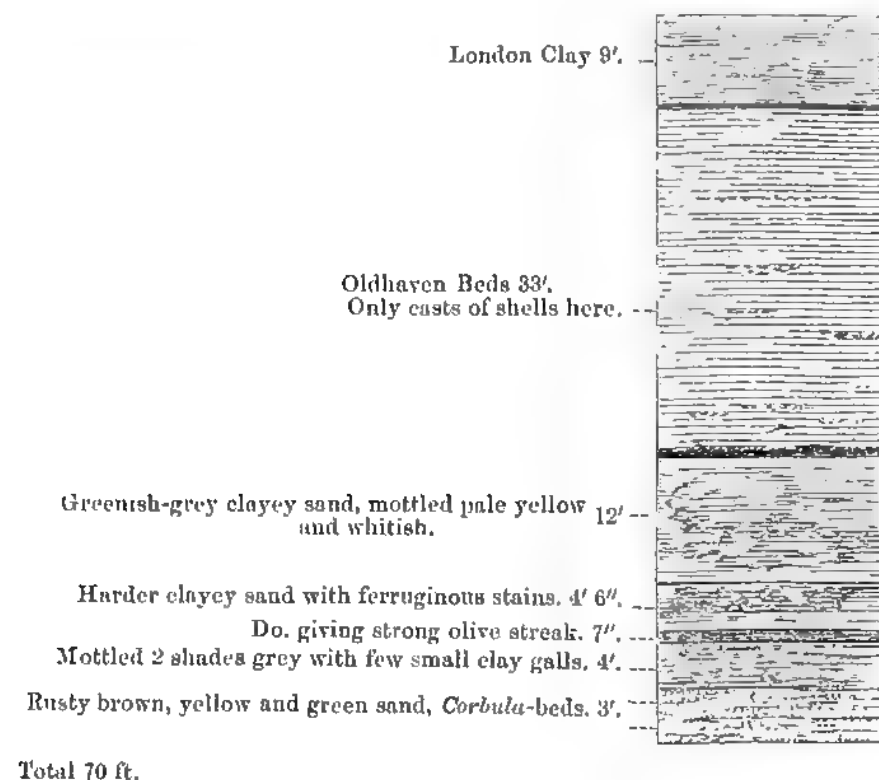 London Clay 9′.
Oldhaven Beds 33′.
Only casts of shells here.
Greenish-grey clayey sand, mottled pale yellow 12′
and whitish.
Harder clayey sand with ferruginous stains. 4′ 6″.
Do. giving strong olive streak. 7″.
Mottled 2 shades grey with few small clay galls. 4′.
Rusty brown, yellow and green sand, Corbula-beds. 3′.
Total 70 ft.